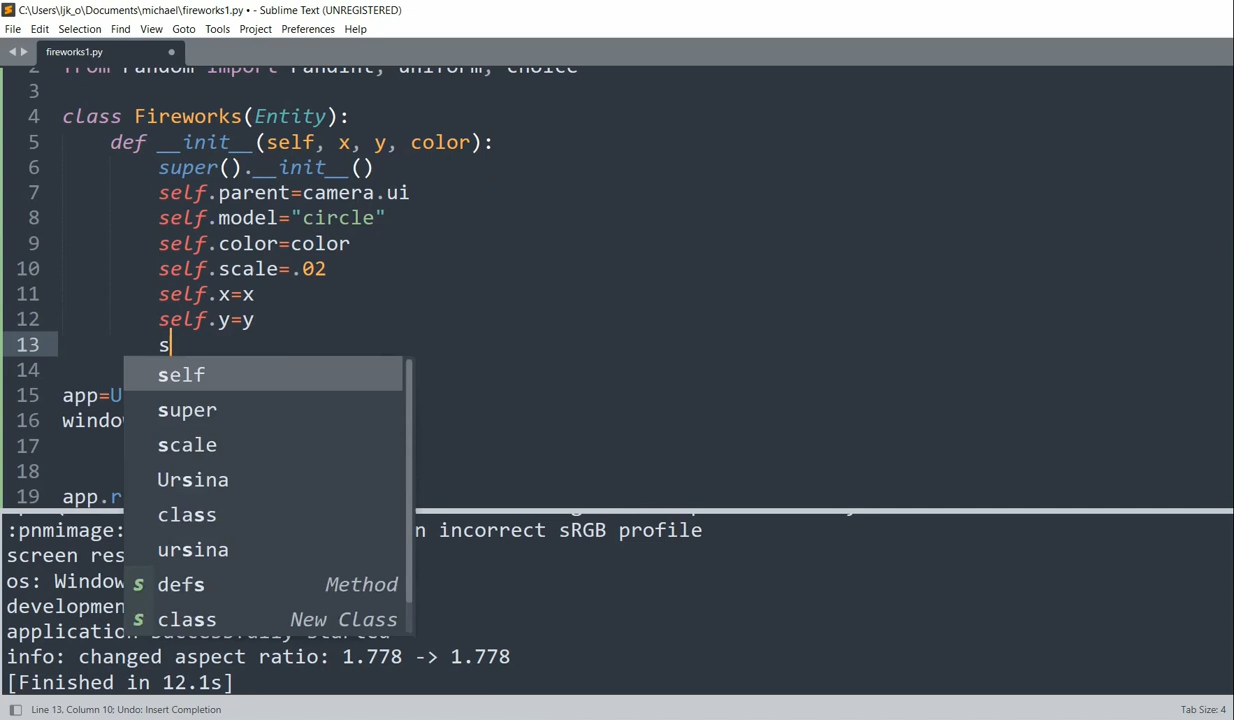 C:\Users\ljk_o\Documents\michael\fireworks1.py • - Sublime Text (UNREGISTERED)
File Edit Selection Find View Goto Tools Project Preferences Help
fireworks1.py
2 from random import randint, uniform, choice
3
4 class Fireworks(Entity):
5 def __init__(self, x, y, color):
6 super().__init__()
7 self.parent=camera.ui
8 self.model="circle"
9 self.color=color
10 self.scale=.02
11 self.x=x
12 self.y=y
13 s
14
self
15 app=U
super
16 window
17
scale
18
Ursina
19 app.r
class
:pnmimage: n incorrect sRGB profile
ursina
screen res
os: Window
s defs Method
developmen
s class New Class
application successfully started
info: changed aspect ratio: 1.778 -> 1.778
[Finished in 12.1s]
Line 13, Column 10; Undo: Insert Completion
Tab Size: 4